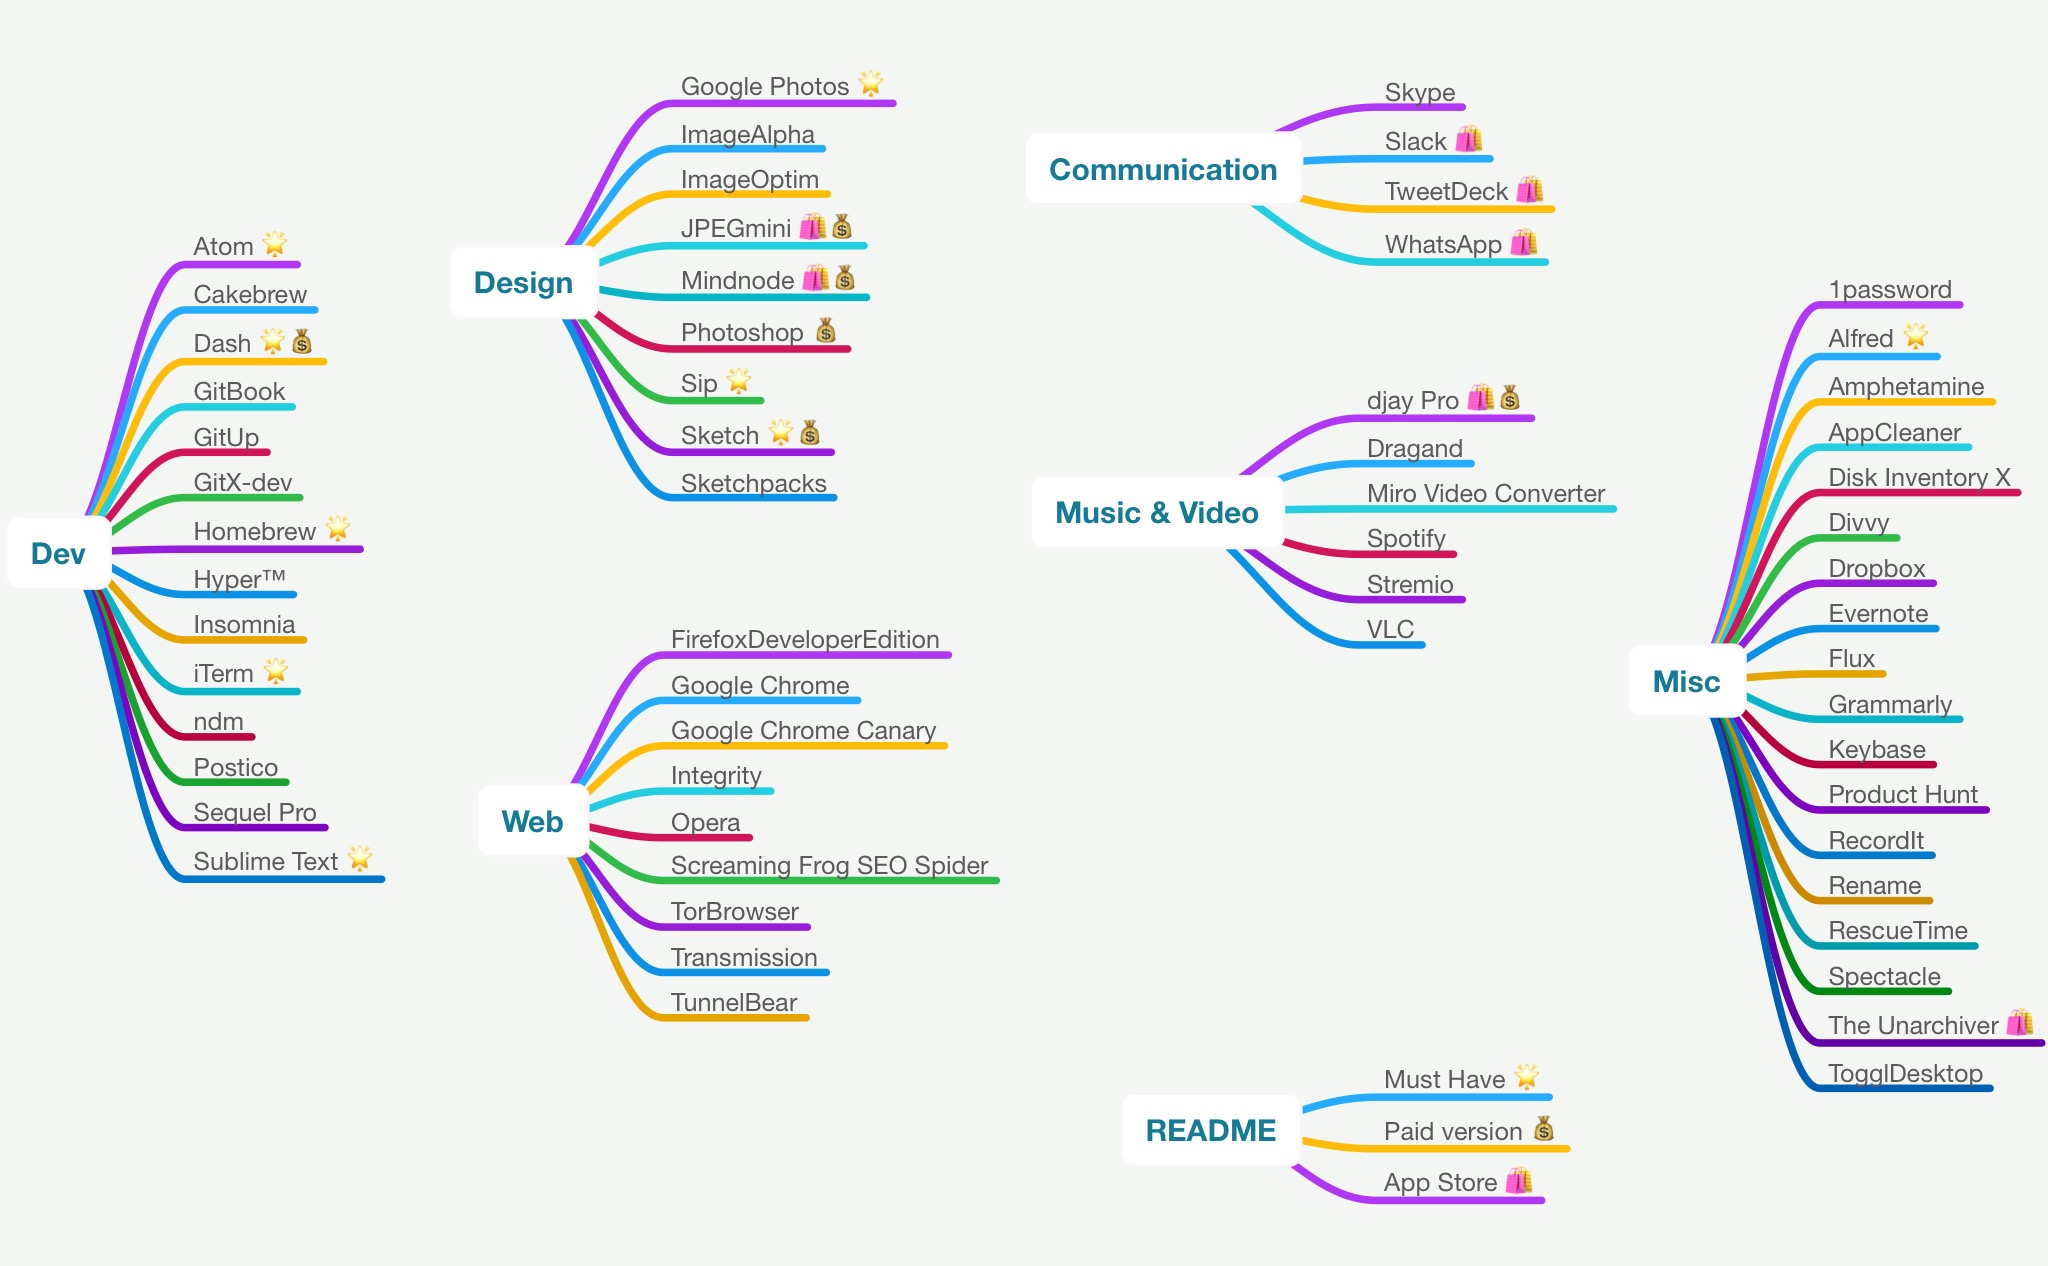 Dev
Atom 🌟
Cakebrew
Dash 🌟💰
GitBook
GitUp
GitX-dev
Homebrew 🌟
Hyper™
Insomnia
iTerm 🌟
ndm
Postico
Sequel Pro
Sublime Text 🌟
Design
Google Photos 🌟
ImageAlpha
ImageOptim
JPEGmini 🛍💰
Mindnode 🛍💰
Photoshop 💰
Sip 🌟
Sketch 🌟💰
Sketchpacks
Web
FirefoxDeveloperEdition
Google Chrome
Google Chrome Canary
Integrity
Opera
Screaming Frog SEO Spider
TorBrowser
Transmission
TunnelBear
Communication
Skype
Slack 🛍
TweetDeck 🛍
WhatsApp 🛍
Music & Video
djay Pro 🛍💰
Dragand
Miro Video Converter
Spotify
Stremio
VLC
README
Must Have 🌟
Paid version 💰
App Store 🛍
Misc
1password
Alfred 🌟
Amphetamine
AppCleaner
Disk Inventory X
Divvy
Dropbox
Evernote
Flux
Grammarly
Keybase
Product Hunt
RecordIt
Rename
RescueTime
Spectacle
The Unarchiver 🛍
TogglDesktop